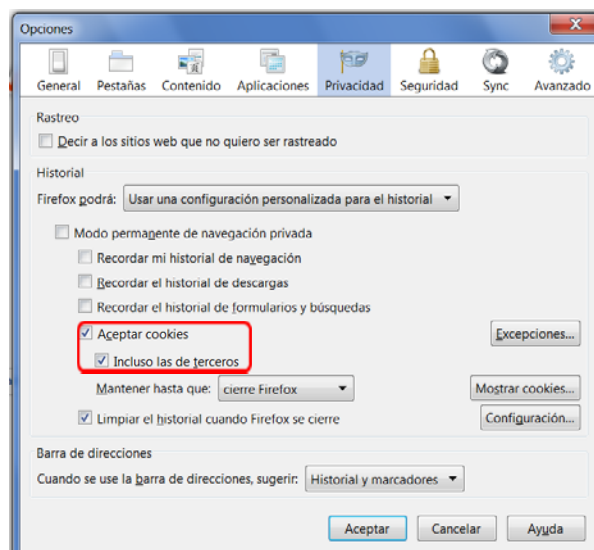 Opciones
General Pestañas Contenido Aplicaciones Privacidad Seguridad Sync Avanzado
Rastreo
Decir a los sitios web que no quiero ser rastreado
Historial
Firefox podrá: Usar una configuración personalizada para el historial
Modo permanente de navegación privada
Recordar mi historial de navegación
Recordar el historial de descargas
Recordar el historial de formularios y búsquedas
Aceptar cookies Excepciones...
Incluso las de terceros
Mantener hasta que: cierre Firefox Mostrar cookies...
Limpiar el historial cuando Firefox se cierre Configuración...
Barra de direcciones
Cuando se use la barra de direcciones, sugerir: Historial y marcadores
Aceptar Cancelar Ayuda